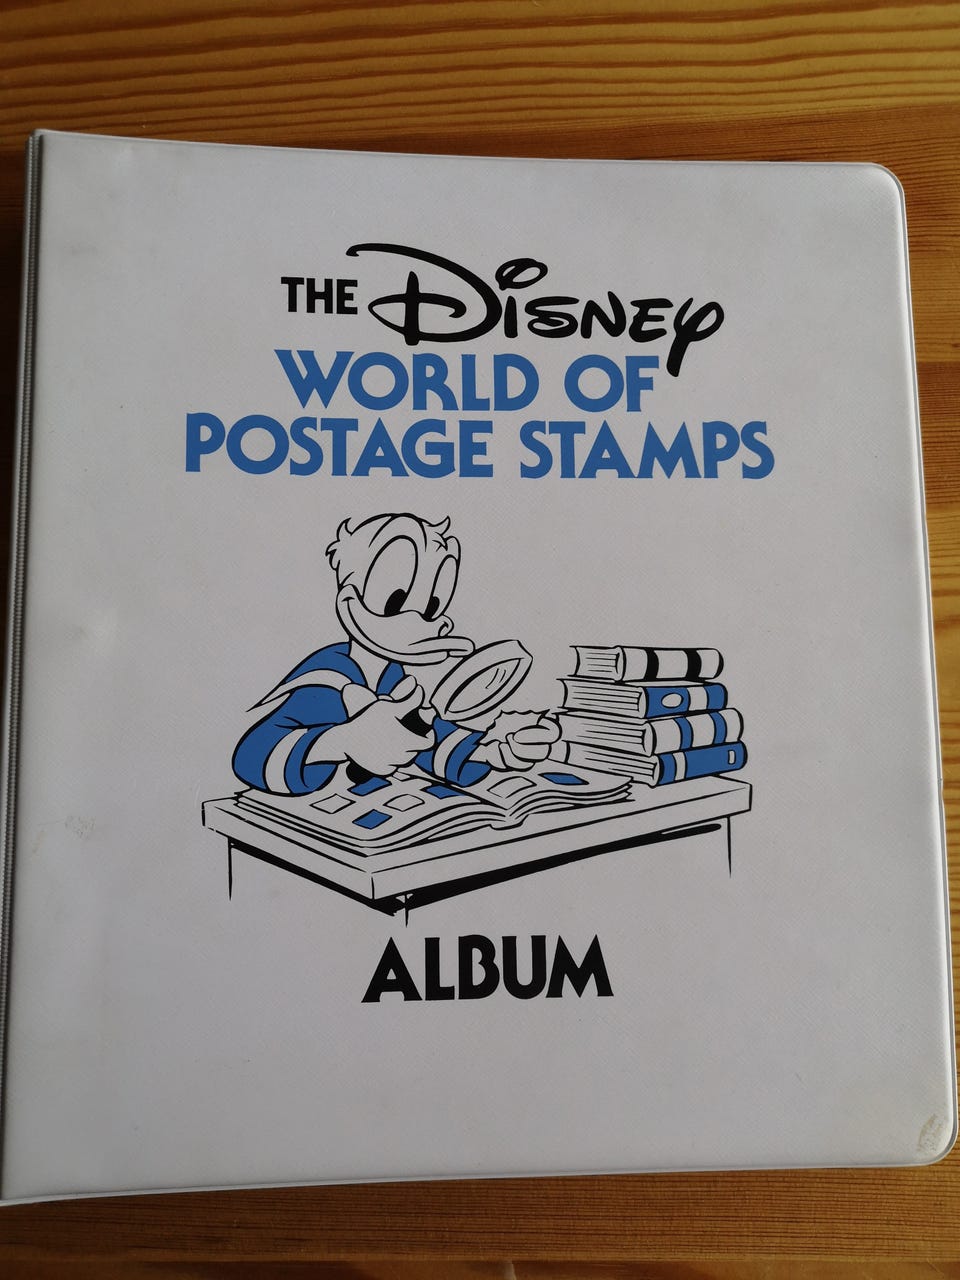 THE Disney
WORLD OF
POSTAGE STAMPS
ALBUM